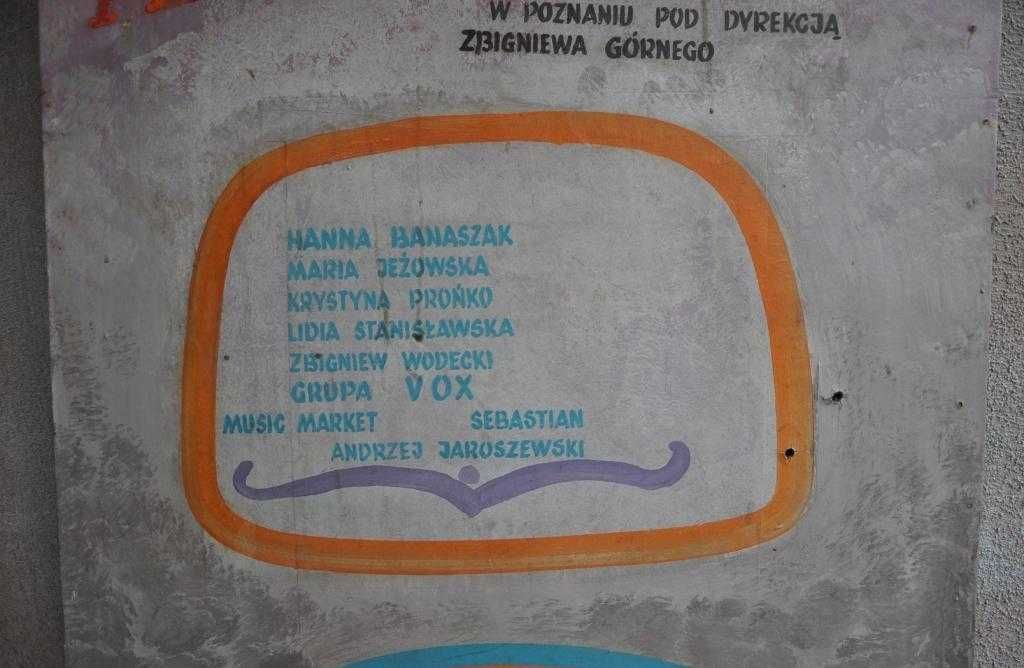 W POZNANIU POD DYREKCJĄ
ZBIGNIEWA GÓRNEGO
HANNA BANASZAK
MARIA JEŻOWSKA
KRYSTYNA PROŃKO
LIDIA STANISŁAWSKA
ZBIGNIEW WODECKI
GRUPA VOX
MUSIC MARKET SEBASTIAN
ANDRZEJ JAROSZEWSKI